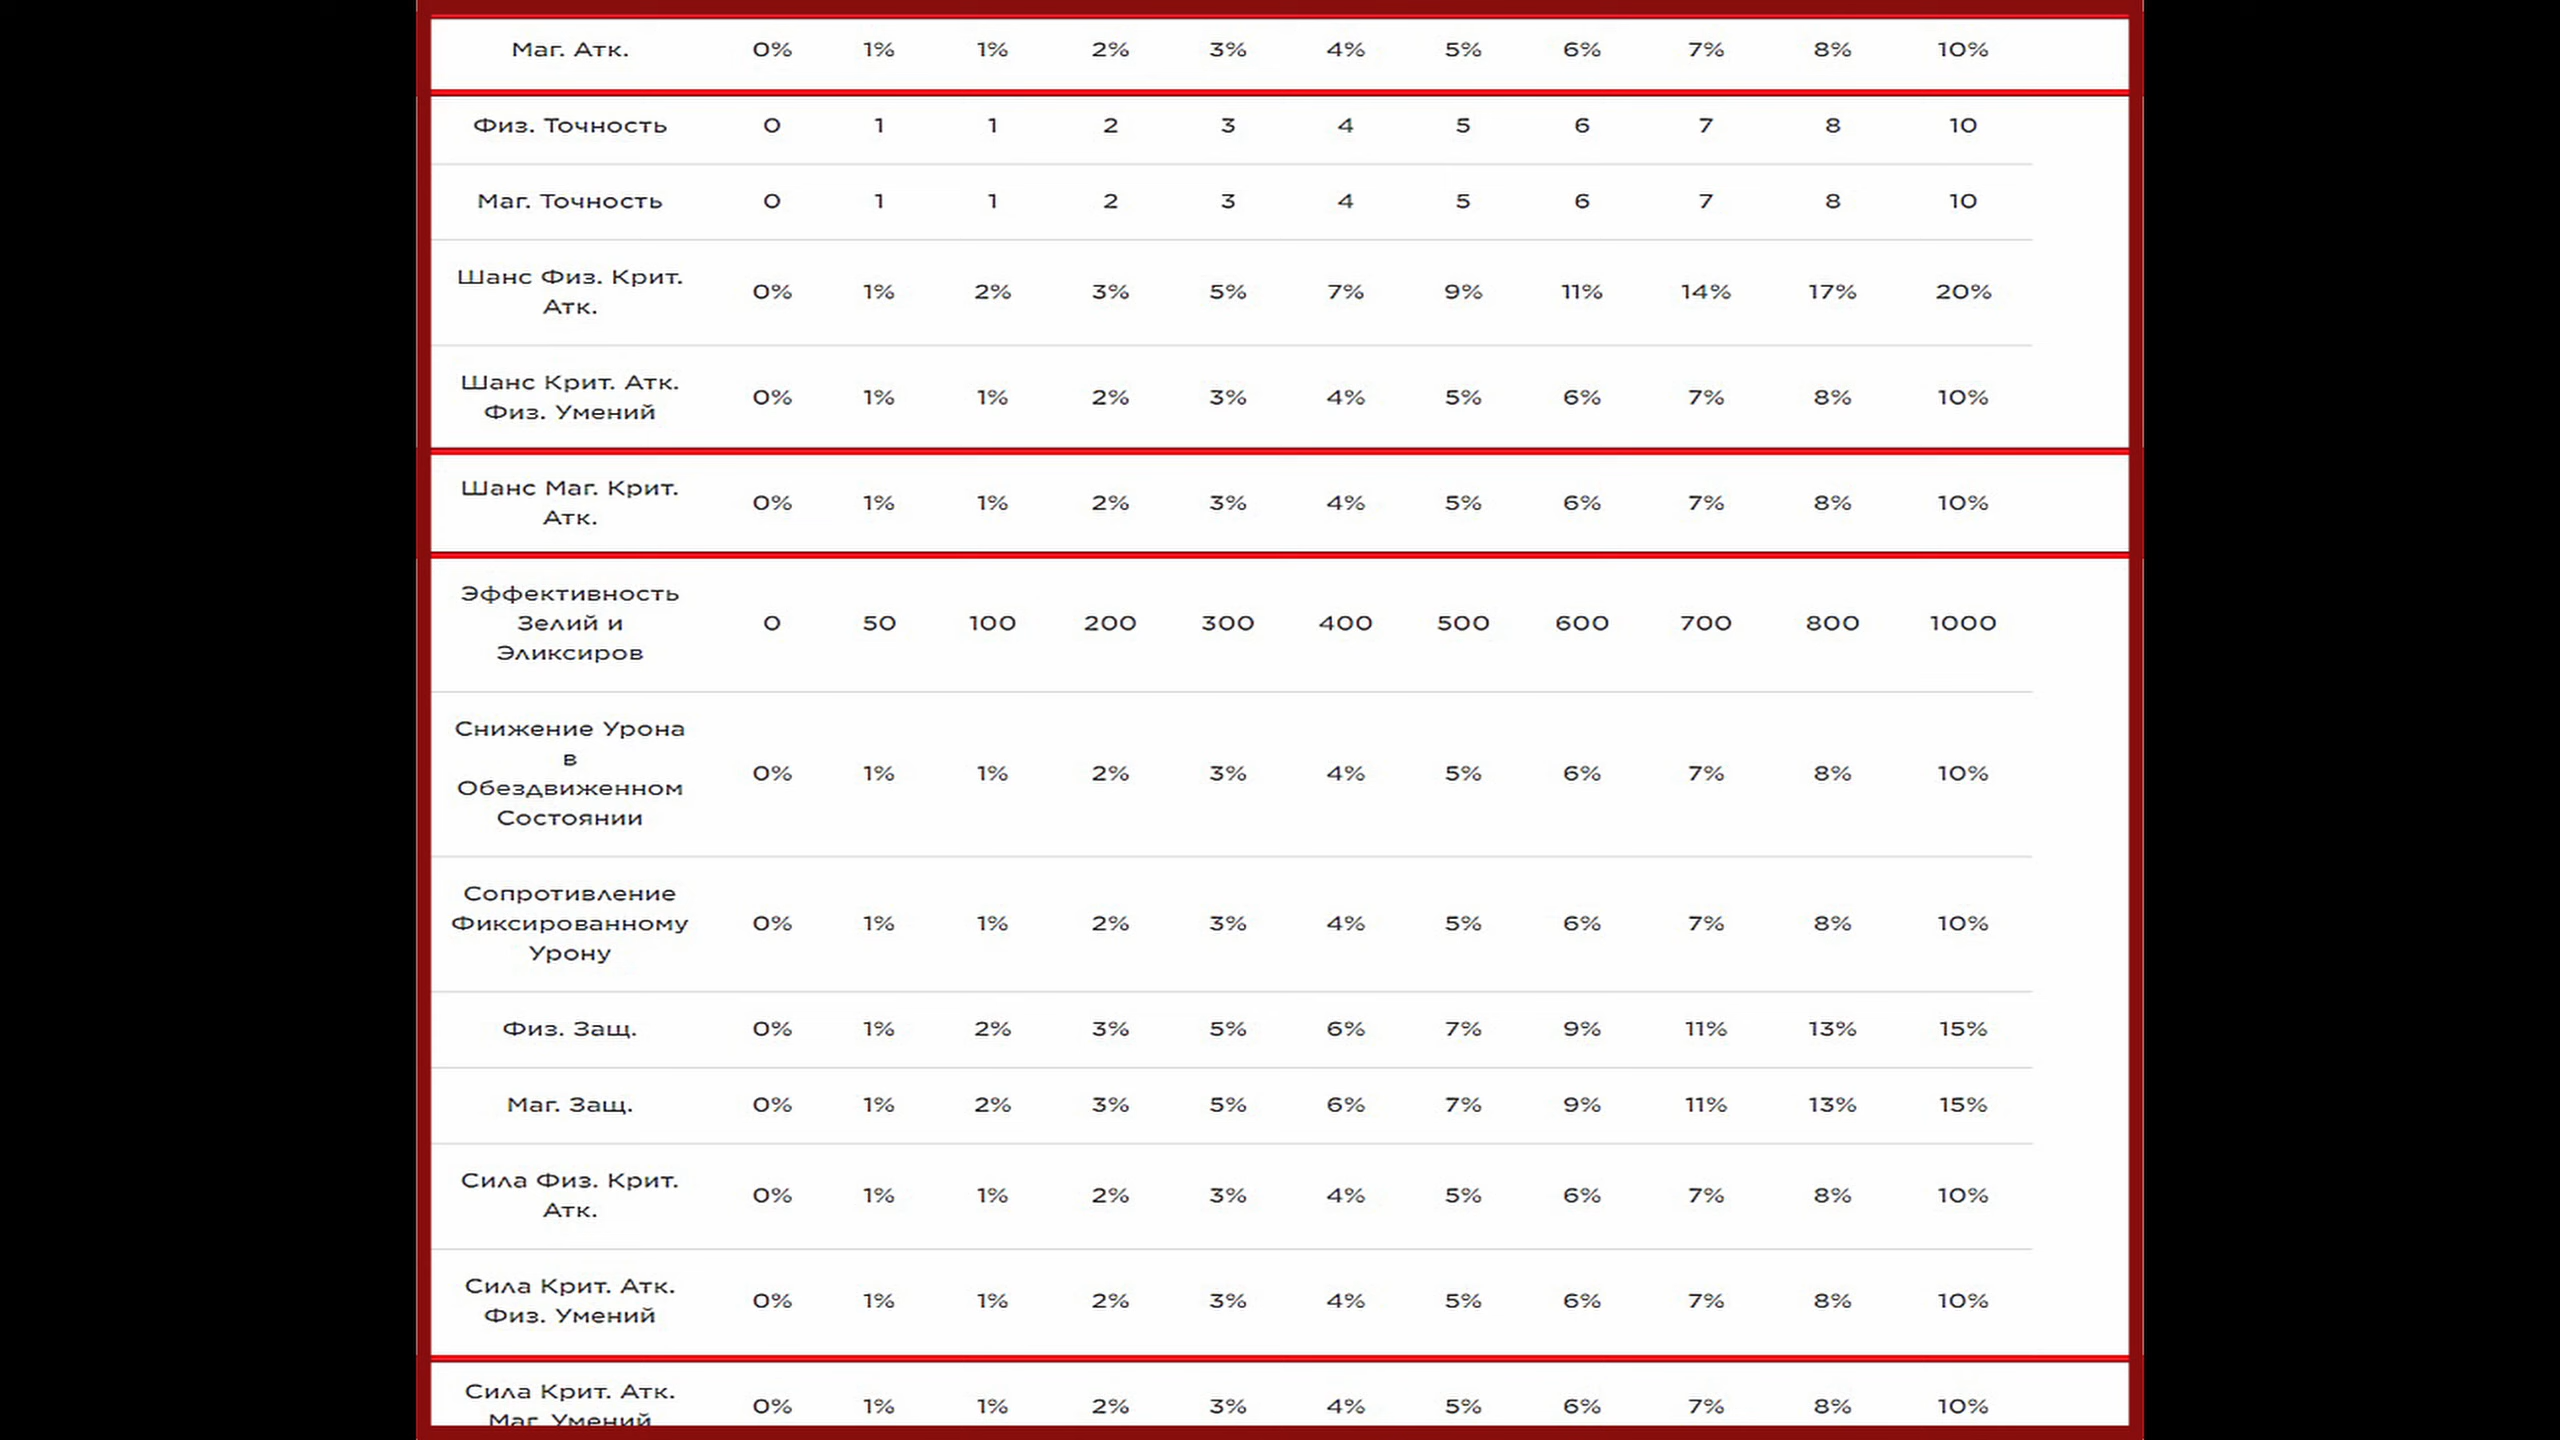 Маг. Атк. 0% 1% 1% 2% 3% 4% 5% 6% 7% 8% 10%
Физ. Точность 0 1 1 2 3 4 5 6 7 8 10
Маг. Точность 0 1 1 2 3 4 5 6 7 8 10
Шанс Физ. Крит.
Атк. 0% 1% 2% 3% 5% 7% 9% 11% 14% 17% 20%
Шанс Крит. Атк.
Физ. Умений 0% 1% 1% 2% 3% 4% 5% 6% 7% 8% 10%
Шанс Маг. Крит.
Атк. 0% 1% 1% 2% 3% 4% 5% 6% 7% 8% 10%
Эффективность
Зелий и 0 50 100 200 300 400 500 600 700 800 1000
Эликсиров
Снижение Урона
в
Обездвиженном 0% 1% 1% 2% 3% 4% 5% 6% 7% 8% 10%
Состоянии
Сопротивление
Фиксированному 0% 1% 1% 2% 3% 4% 5% 6% 7% 8% 10%
Урону
Физ. Защ. 0% 1% 2% 3% 5% 6% 7% 9% 11% 13% 15%
Маг. Защ. 0% 1% 2% 3% 5% 6% 7% 9% 11% 13% 15%
Сила Физ. Крит.
Атк. 0% 1% 1% 2% 3% 4% 5% 6% 7% 8% 10%
Сила Крит. Атк.
Физ. Умений 0% 1% 1% 2% 3% 4% 5% 6% 7% 8% 10%
Сила Крит. Атк.
Маг. Умений 0% 1% 1% 2% 3% 4% 5% 6% 7% 8% 10%